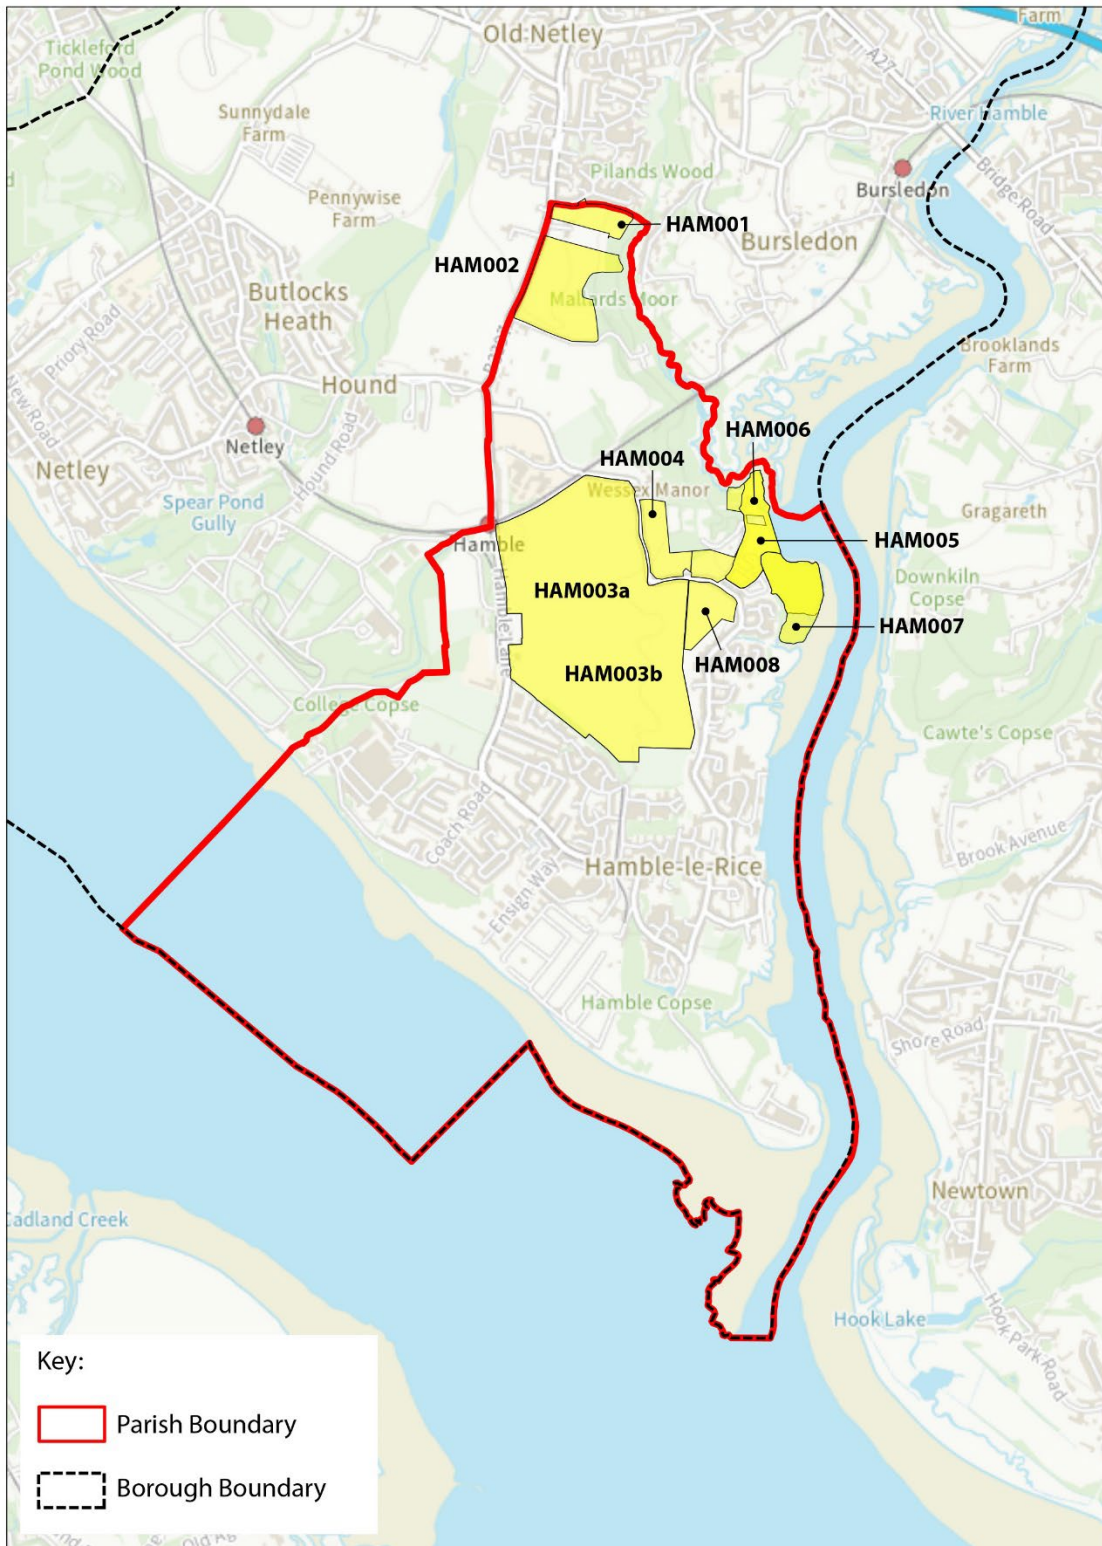 Farm
Tickleford
Pond Wood
Old Netley
A27
Sunnydale
Farm
River Hamble
Pilands Wood
Bridge Road
Bursledon
Pennywise
Farm
HAM001
Bursledon
HAM002
Butlocks
Heath
Mallards Moor
Priory Road
Brooklands
Farm
Hound
New Road
Netley
Hound Road
HAM006
HAM004
Netley
Wessex Manor
Spear Pond
Gully
Gragareth
Hamble
HAM005
Downkiln
Copse
HAM003a
Hamble Lane
HAM007
HAM008
HAM003b
College Copse
Cawte's Copse
Coach Road
Brook Avenue
Hamble-le-Rice
Ensign Way
Hamble Copse
Shore Road
Newtown
Cadland Creek
Hook Lake
Hook Park Road
Key:
Parish Boundary
Borough Boundary